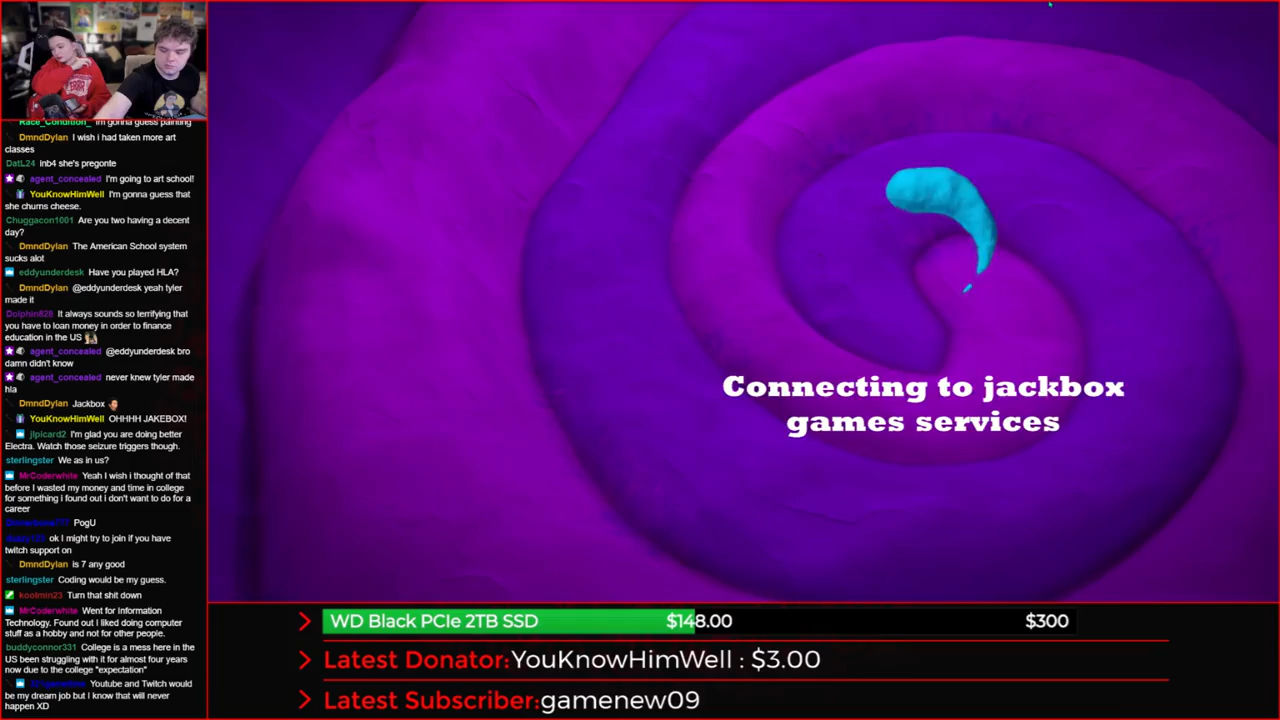 Race_Condition_ I'm gonna guess painting
DmndDylan I wish i had taken more art
classes
DatL24 Inb4 she's pregonte
agent_concealed I'm going to art school!
YouKnowHimWell I'm gonna guess that
she churns cheese.
Chuggacon1601 Are you two having a decent
day?
DmndDylan The American School system
sucks alot
eddyunderdesk Have you played HLA?
DmndDylan @eddyunderdesk yeah tyler
made it
Dolphin828 It always sounds so terrifying that
you have to loan money in order to finance
education in the US
agent_concealed @eddyunderdesk bro
damn didn't know
agent_concealed never knew tyler made
hla
DmndDylan Jackbox
YouKnowHimWell OHHHH JAKEBOX!
jlpicard2 I'm glad you are doing better
Electra. Watch those seizure triggers though.
sterlingster We as in us?
MrCoderwhite Yeah I wish i thought of that
before I wasted my money and time in college
for something i found out i don't want to do for a
career
PogU
ok I might try to join if you have
twitch support on
DmndDylan is 7 any good
sterlingster Coding would be my guess.
koolmin23 Turn that shit down
MrCoderwhite Went for Information
Technology. Found out I liked doing computer
stuff as a hobby and not for other people.
buddyconnor331 College is a mess here in the
US been struggling with it for almost four years
now due to the college "expectation"
Youtube and Twitch would
be my dream job but I know that will never
happen XD
Connecting to jackbox
games services
WD Black PCIe 2TB SSD $148.00 $300
Latest Donator:YouKnowHimWell : $3.00
Latest Subscriber:gamenew09